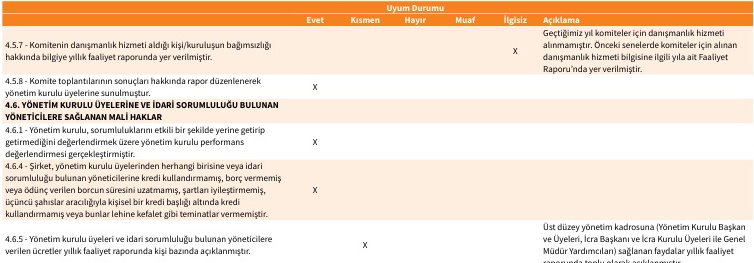 Uyum Durumu
Evet Kısmen Hayır Muaf İlgisiz Açıklama
4.5.7 - Komitenin danışmanlık hizmeti aldığı kişi/kuruluşun bağımsızlığı
hakkında bilgiye yıllık faaliyet raporunda yer verilmiştir.
X
Geçtiğimiz yıl komiteler için danışmanlık hizmeti
alınmamıştır. Önceki senelerde komiteler için alınan
danışmanlık hizmeti bilgisine ilgili yıla ait Faaliyet
Raporu'nda yer verilmiştir.
4.5.8 - Komite toplantılarının sonuçları hakkında rapor düzenlenerek
yönetim kurulu üyelerine sunulmuştur.
X
4.6. YÖNETİM KURULU ÜYELERİNE VE İDARİ SORUMLULUĞU BULUNAN
YÖNETİCİLERE SAĞLANAN MALİ HAKLAR
4.6.1 - Yönetim kurulu, sorumluluklarını etkili bir şekilde yerine getirip
getirmediğini değerlendirmek üzere yönetim kurulu performans
değerlendirmesi gerçekleştirmiştir.
X
4.6.4 - Şirket, yönetim kurulu üyelerinden herhangi birisine veya idari
sorumluluğu bulunan yöneticilerine kredi kullandırmamış, borç vermemiş
veya ödünç verilen borcun süresini uzatmamış, şartları iyileştirmemiş,
üçüncü şahıslar aracılığıyla kişisel bir kredi başlığı altında kredi
kullandırmamış veya bunlar lehine kefalet gibi teminatlar vermemiştir.
X
4.6.5 - Yönetim kurulu üyeleri ve idari sorumluluğu bulunan yöneticilere
verilen ücretler yıllık faaliyet raporunda kişi bazında açıklanmıştır.
X
Üst düzey yönetim kadrosuna (Yönetim Kurulu Başkan
ve Üyeleri, İcra Başkanı ve İcra Kurulu Üyeleri ile Genel
Müdür Yardımcıları) sağlanan faydalar yıllık faaliyet
raporunda toplu olarak açıklanmıştır.